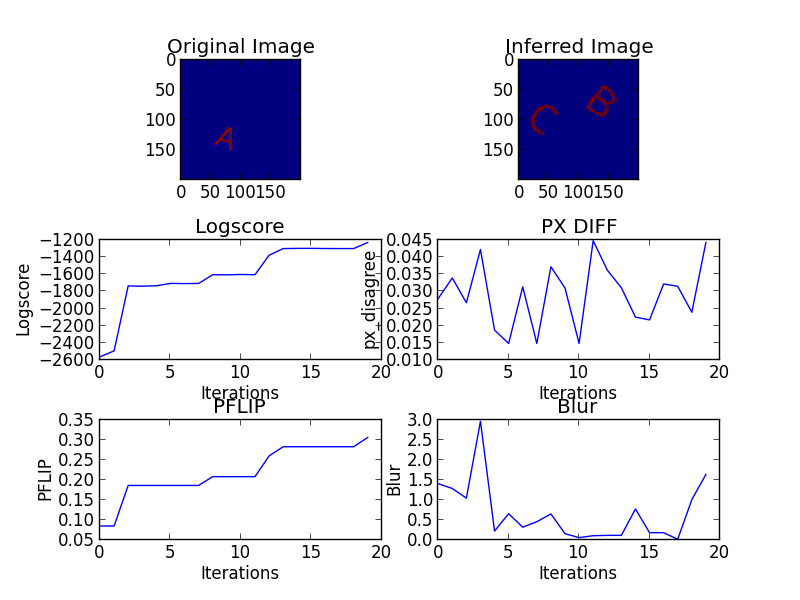 Original Image Inferred Image
0 0
50 50
100 100
150 150
A C B
0 50 100 150 0 50 100 150
Logscore PX DIFF
−1200 0.045
−1400 0.040
−1600 0.035
−1800 0.030
−2000 0.025
−2200 0.020
−2400 0.015
−2600 0.010
Logscore px_disagree
0 5 10 15 20 0 5 10 15 20
Iterations Iterations
PFLIP Blur
0.35 3.0
0.30 2.5
0.25 2.0
0.20 1.5
0.15 1.0
0.10 0.5
0.05 0.0
PFLIP Blur
0 5 10 15 20 0 5 10 15 20
Iterations Iterations